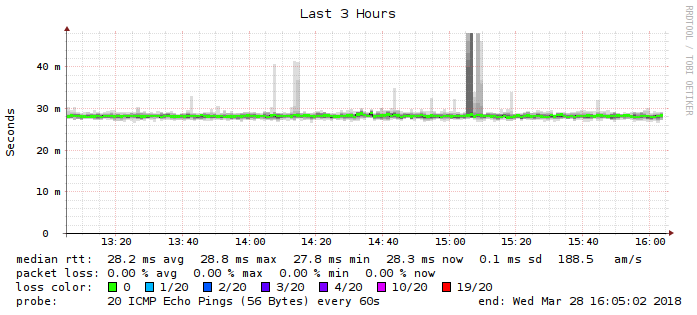 Last 3 Hours
RRDTOOL / TOBI OETIKER
Seconds
40 m
30 m
20 m
10 m
0
13:20 13:40 14:00 14:20 14:40 15:00 15:20 15:40 16:00
median rtt: 28.2 ms avg 28.8 ms max 27.8 ms min 28.3 ms now 0.1 ms sd 188.5 am/s
packet loss: 0.00 % avg 0.00 % max 0.00 % min 0.00 % now
loss color: 0 1/20 2/20 3/20 4/20 10/20 19/20
probe: 20 ICMP Echo Pings (56 Bytes) every 60s end: Wed Mar 28 16:05:02 2018